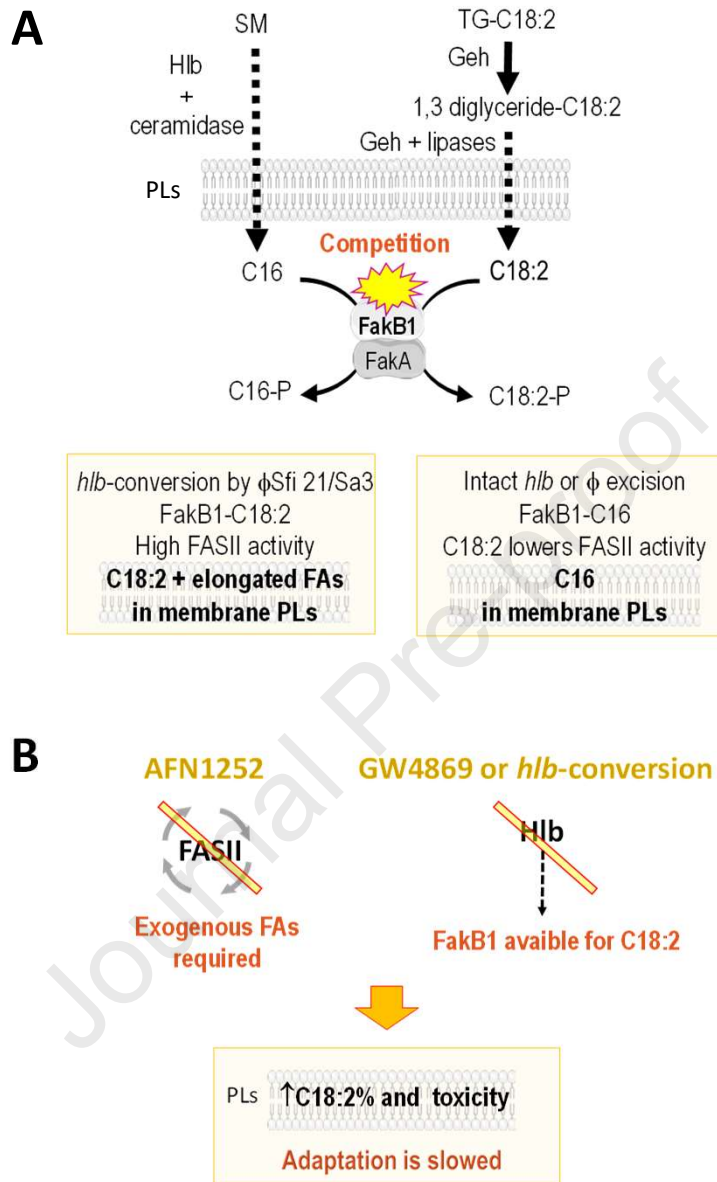 A
SM
TG-C18:2
Hlb
+
ceramidase
Geh
1,3 diglyceride-C18:2
Geh + lipases
PLs
Competition
C16
C18:2
FakB1
FakA
C16-P
C18:2-P
hlb-conversion by ϕSfi 21/Sa3
FakB1-C18:2
High FASII activity
C18:2 + elongated FAs
in membrane PLs
Intact hlb or ϕ excision
FakB1-C16
C18:2 lowers FASII activity
C16
in membrane PLs
B
AFN1252
FASII
Exogenous FAs
required
GW4869 or hlb-conversion
Hlb
FakB1 avaible for C18:2
PLs
↑C18:2% and toxicity
Adaptation is slowed
Journal Pre-proof